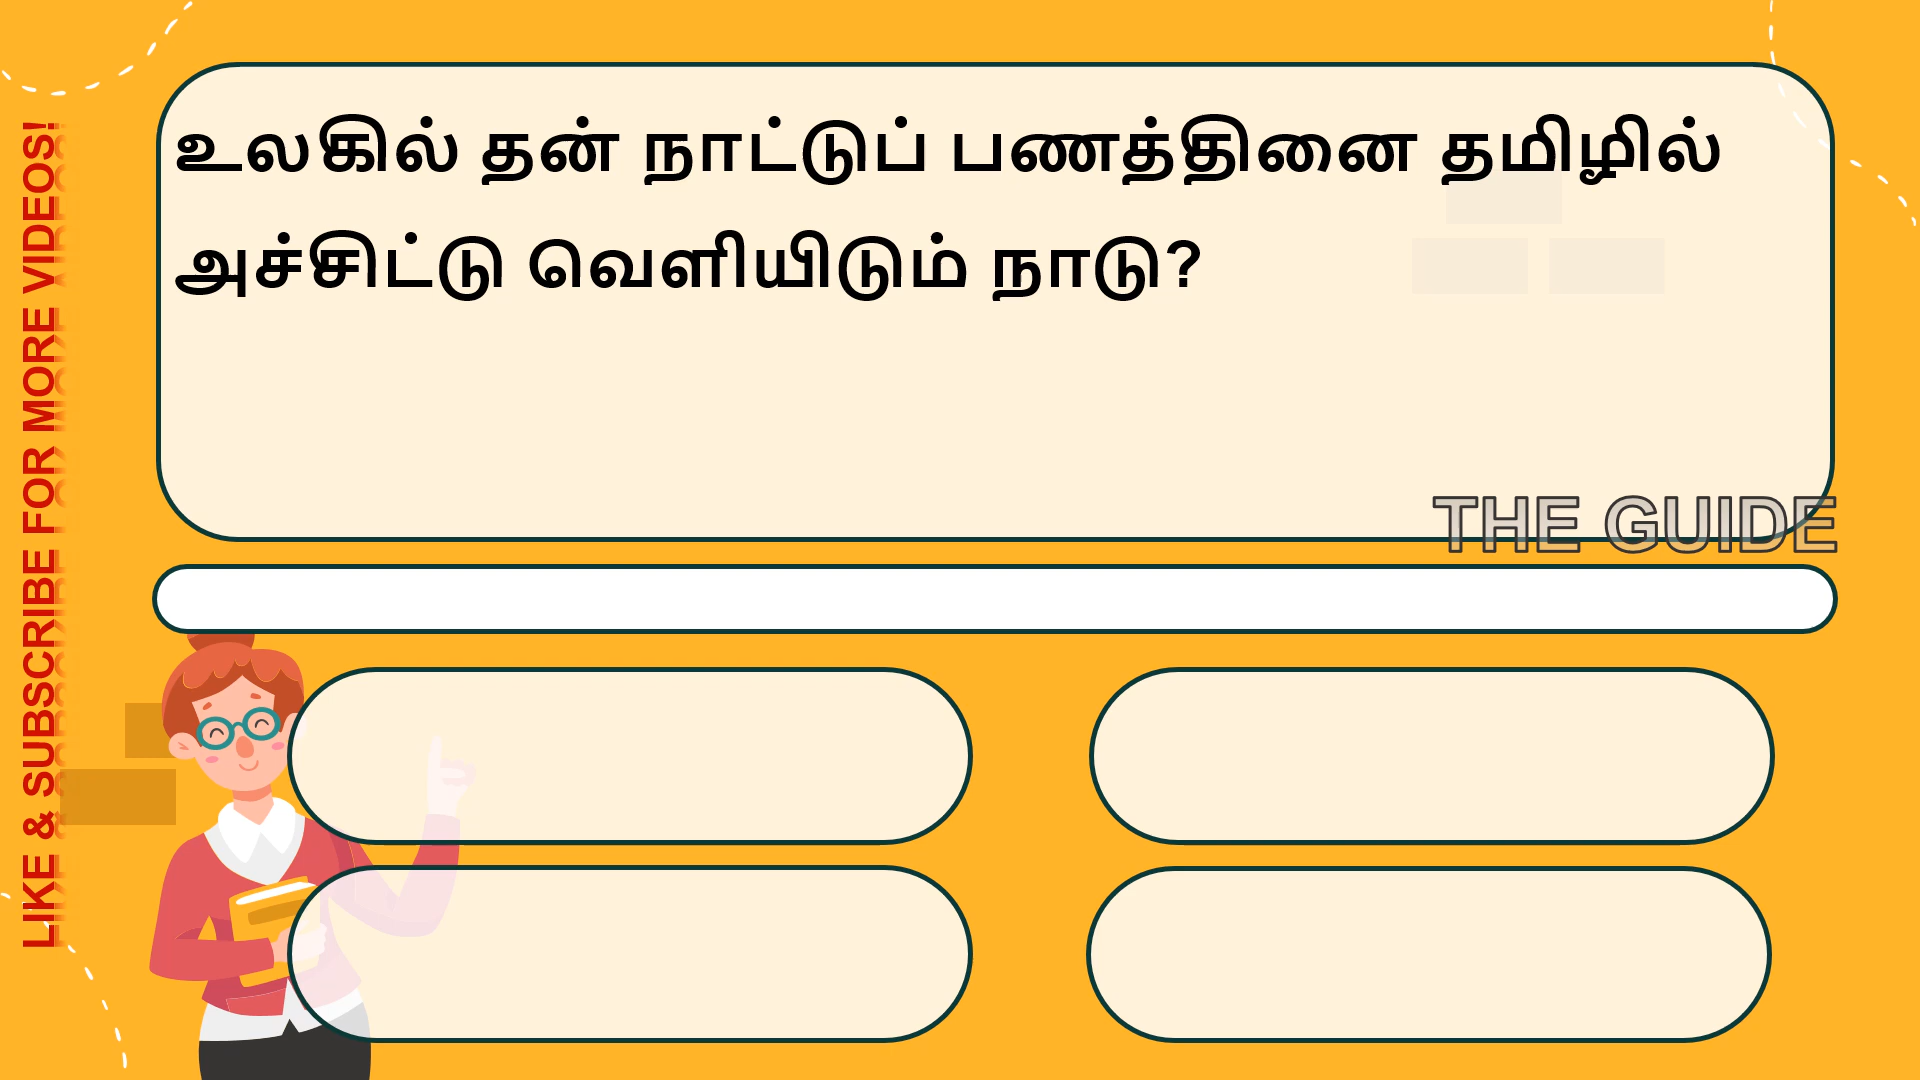 உலகில் தன் நாட்டுப் பணத்தினை தமிழில்
அச்சிட்டு வெளியிடும் நாடு?
THE GUIDE
LIKE & SUBSCRIBE FOR MORE VIDEOS!